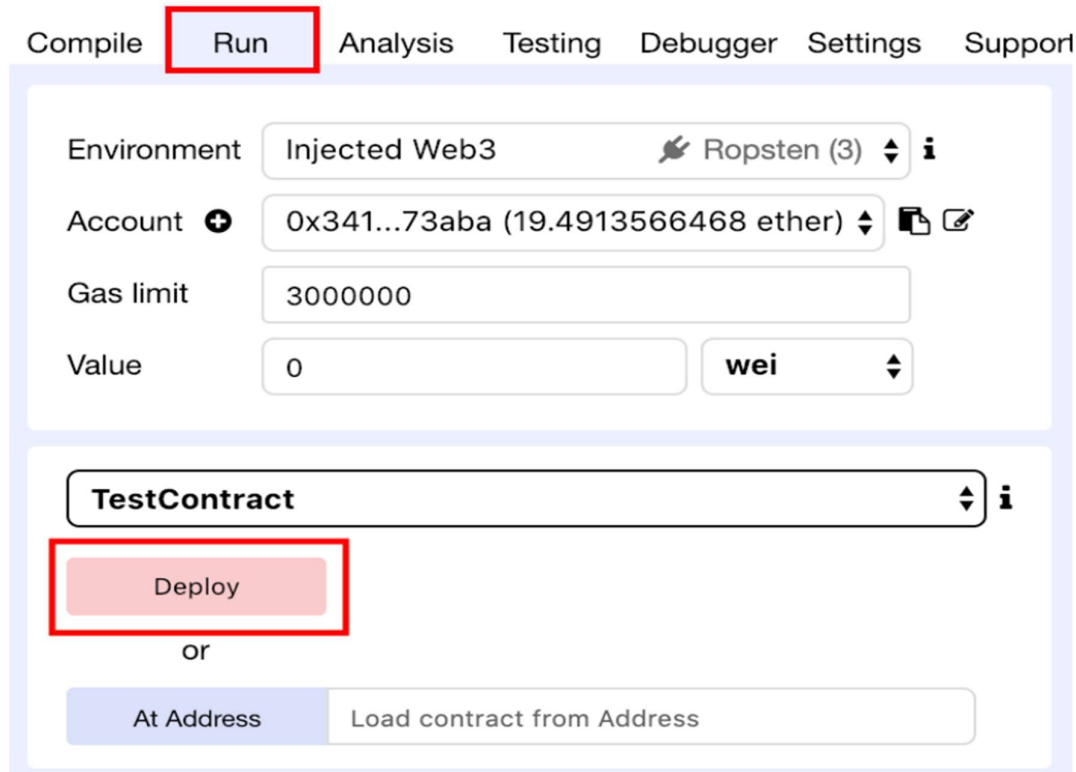 Compile Run Analysis Testing Debugger Settings Support
Environment Injected Web3 Ropsten (3)
Account 0x341...73aba (19.4913566468 ether)
Gas limit 3000000
Value 0 wei
TestContract
Deploy
or
At Address Load contract from Address